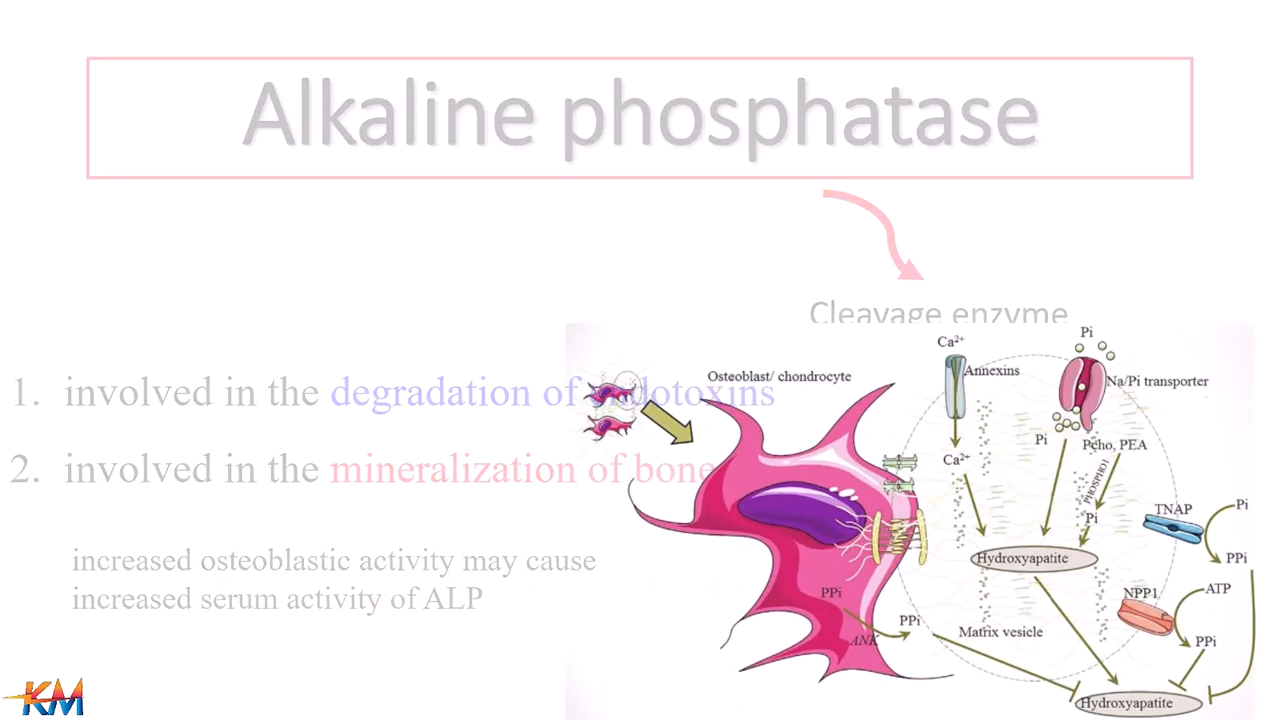 Alkaline phosphatase
Cleavage enzyme
1. involved in the degradation of endotoxins
2. involved in the mineralization of bone
increased osteoblastic activity may cause
increased serum activity of ALP
Pi
Ca²⁺
Osteoblast/ chondrocyte
Annexins
Na/Pi transporter
Pi
Pcho, PEA
Ca²⁺
PHOSPHO1
Pi
TNAP
Pi
Hydroxyapatite
PPi
PPi
NPP1
ATP
PPi
ANK
Matrix vesicle
PPi
Hydroxyapatite
KM